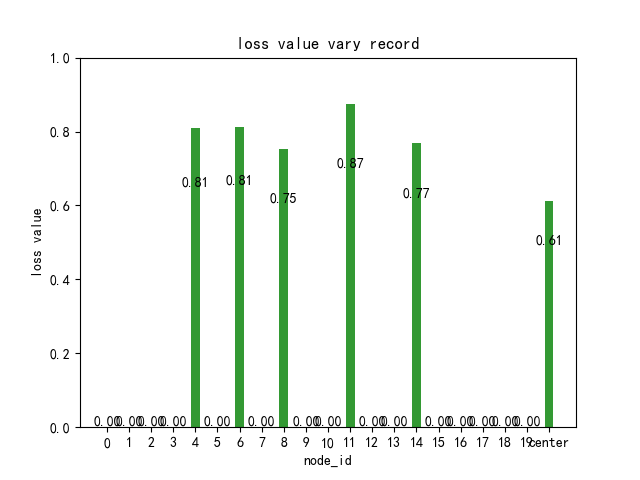 loss value vary record
1.0
0.8
0.6
0.4
0.2
0.0
loss value
0.00 0.00 0.00 0.00 0.81 0.00 0.81 0.00 0.75 0.00 0.00 0.87 0.00 0.00 0.77 0.00 0.00 0.00 0.00 0.00 0.61
0 1 2 3 4 5 6 7 8 9 10 11 12 13 14 15 16 17 18 19 center
node_id